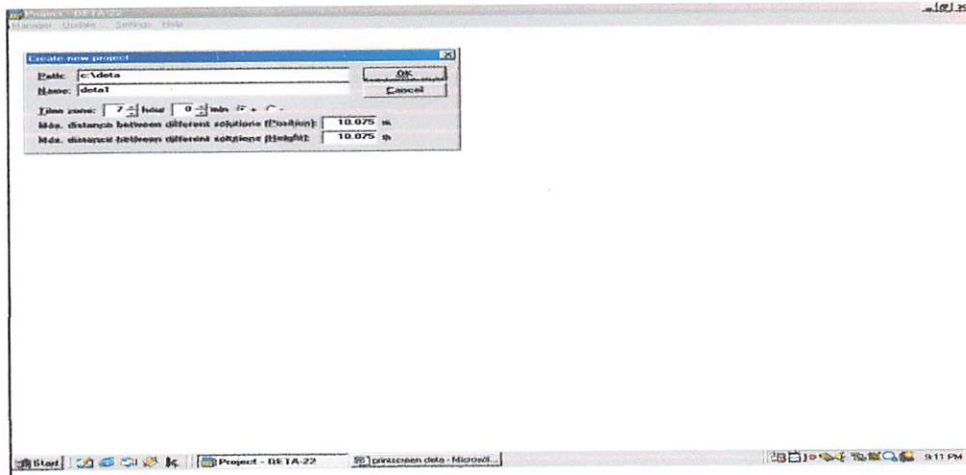 Project - DETA-22
Manager Update Settings Help
Create new project
Path: c:\deta
OK
Name: deta1
Cancel
Time zone: 7 hour 0 min + -
Max. distance between different solutions (Position): 10.075 m
Max. distance between different solutions (Height): 10.075 m
Start
Project - DETA-22
printscreen deta - Microsof...
9:11 PM